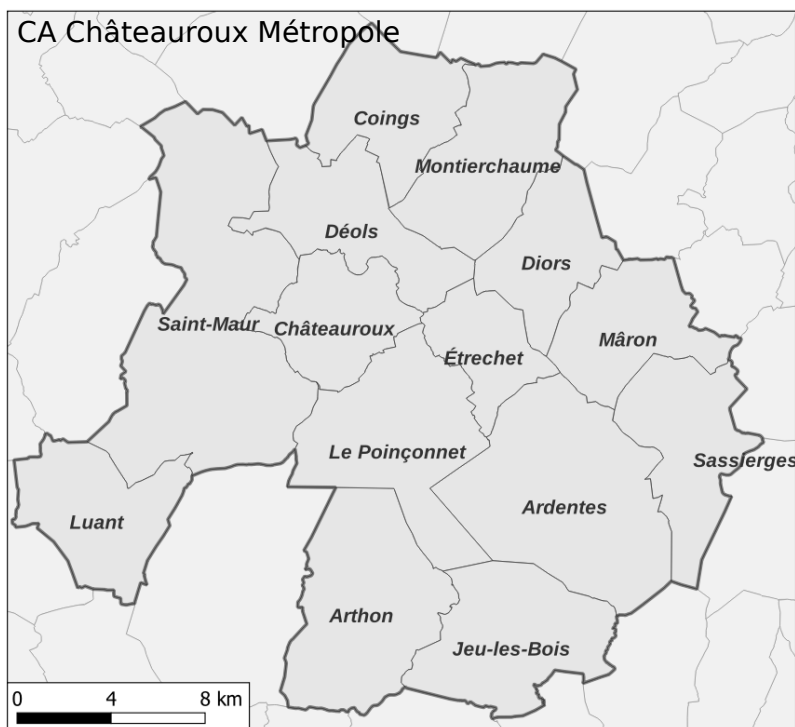 CA Châteauroux Métropole
Coings
Montierchaume
Déols
Diors
Saint-Maur
Châteauroux
Mâron
Étrechet
Le Poinçonnet
Sassierges
Ardentes
Luant
Arthon
Jeu-les-Bois
0 4 8 km